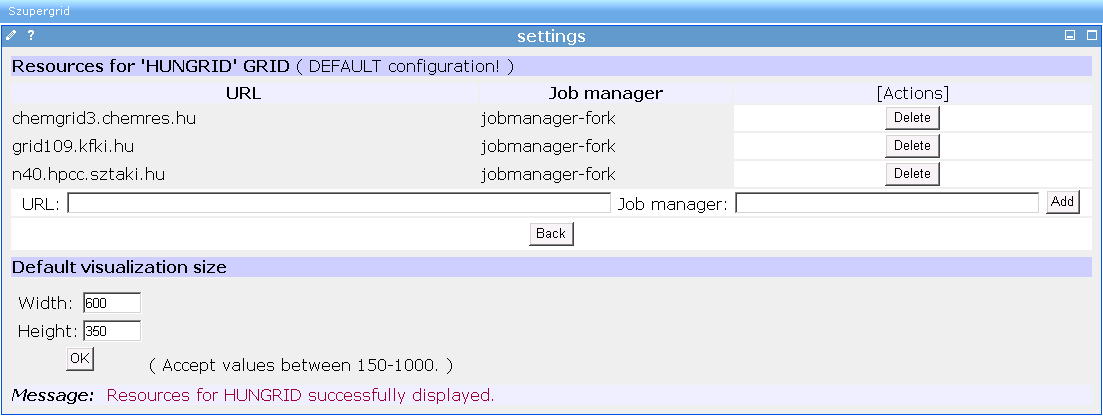 Szupergrid
? settings
Resources for 'HUNGRID' GRID ( DEFAULT configuration! )
URL Job manager [Actions]
chemgrid3.chemres.hu jobmanager-fork Delete
grid109.kfki.hu jobmanager-fork Delete
n40.hpcc.sztaki.hu jobmanager-fork Delete
URL: Job manager: Add
Back
Default visualization size
Width: 600
Height: 350
OK ( Accept values between 150-1000. )
Message: Resources for HUNGRID successfully displayed.